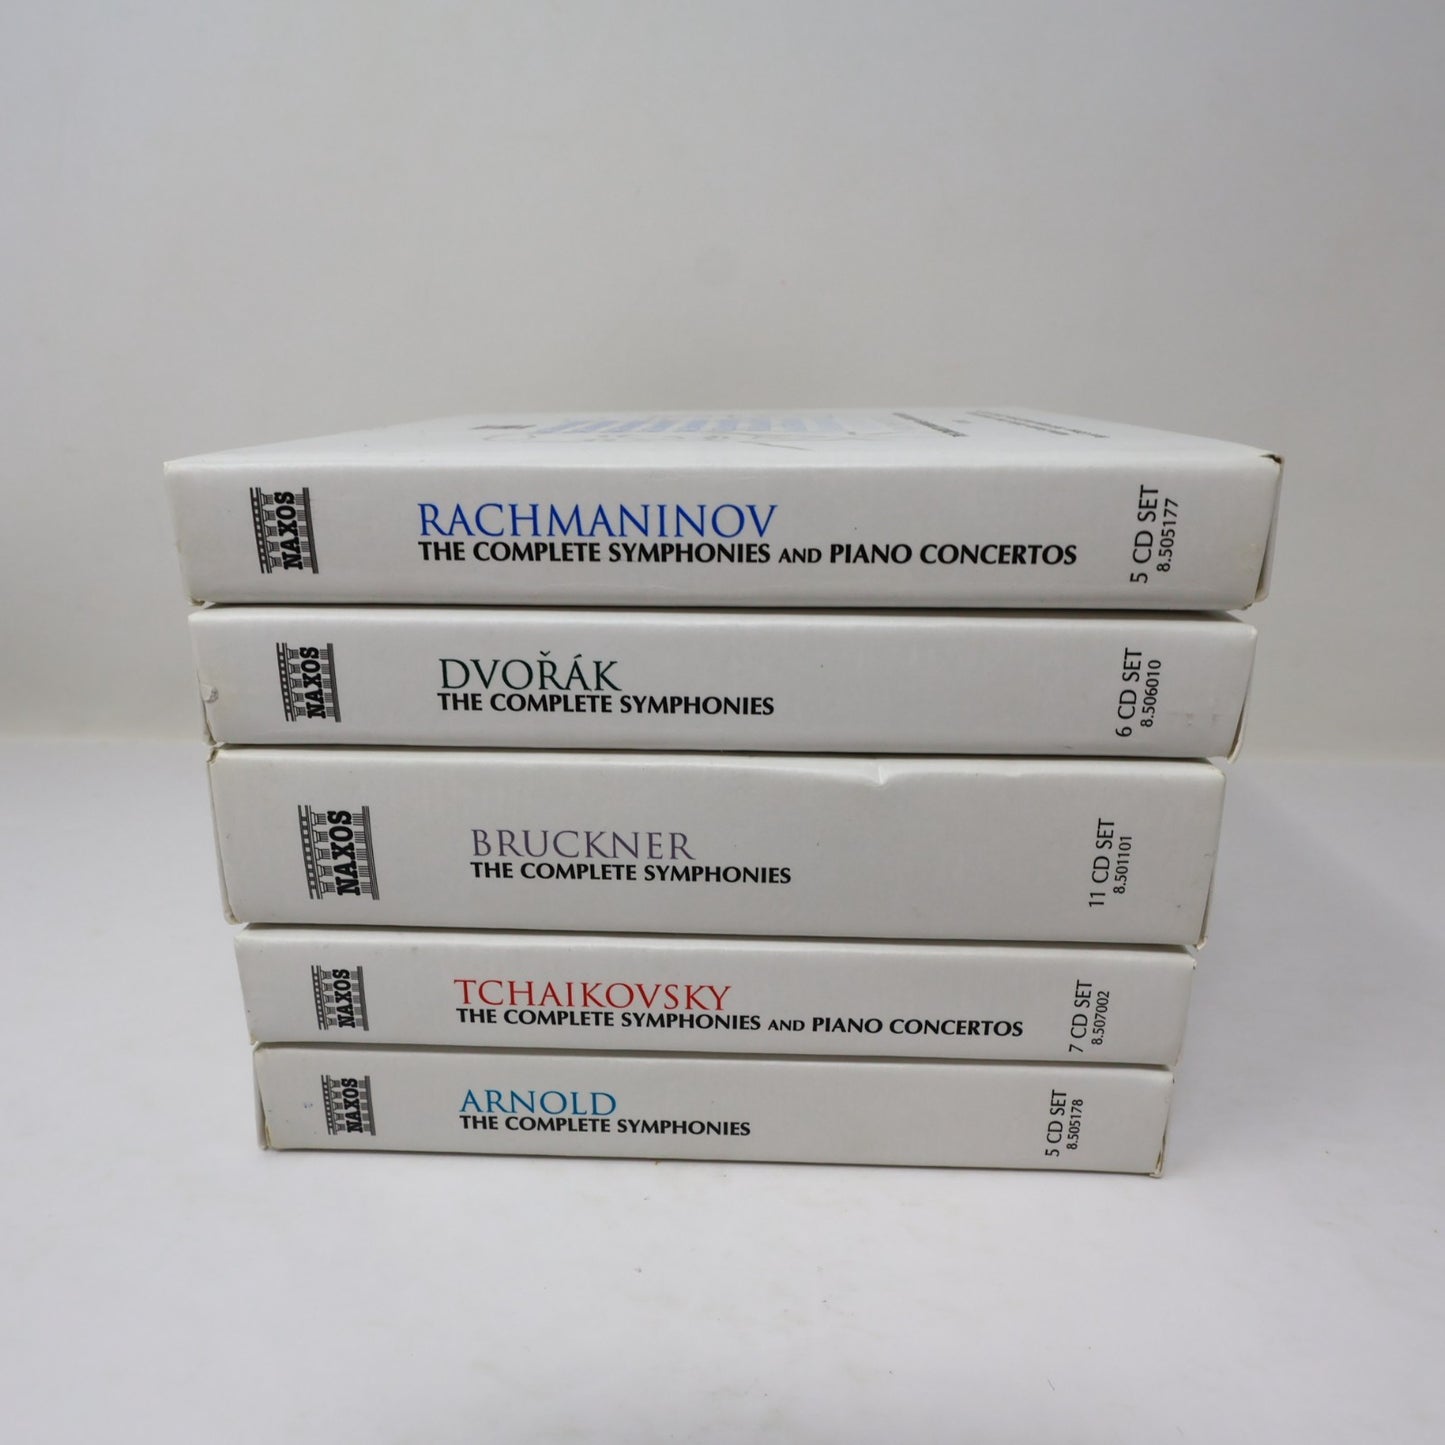 NAXOS
RACHMANINOV
THE COMPLETE SYMPHONIES AND PIANO CONCERTOS
5 CD SET
8.505177
NAXOS
DVOŘÁK
THE COMPLETE SYMPHONIES
6 CD SET
8.506010
NAXOS
BRUCKNER
THE COMPLETE SYMPHONIES
11 CD SET
8.501101
NAXOS
TCHAIKOVSKY
THE COMPLETE SYMPHONIES AND PIANO CONCERTOS
7 CD SET
8.507002
NAXOS
ARNOLD
THE COMPLETE SYMPHONIES
5 CD SET
8.505178